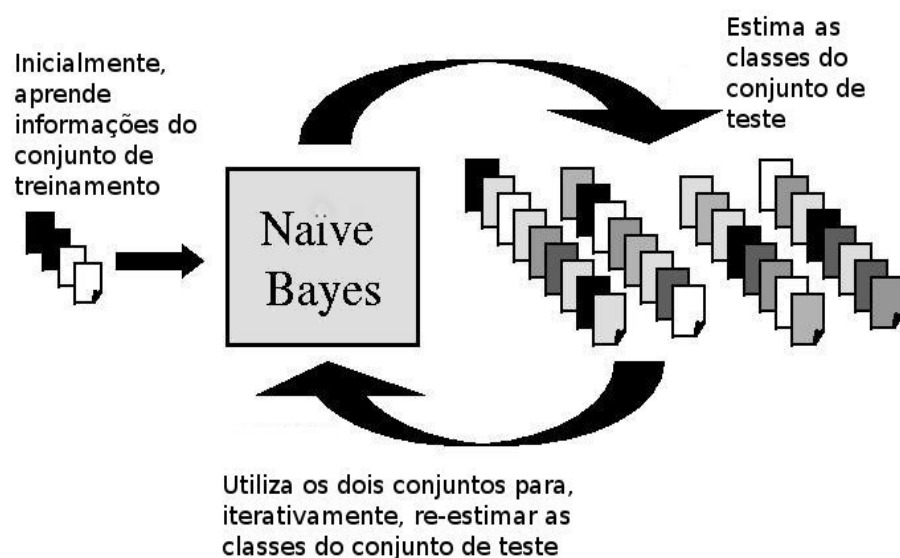 Inicialmente,
aprende
informações do
conjunto de
treinamento
Naïve
Bayes
Estima as
classes do
conjunto de
teste
Utiliza os dois conjuntos para,
iterativamente, re-estimar as
classes do conjunto de teste